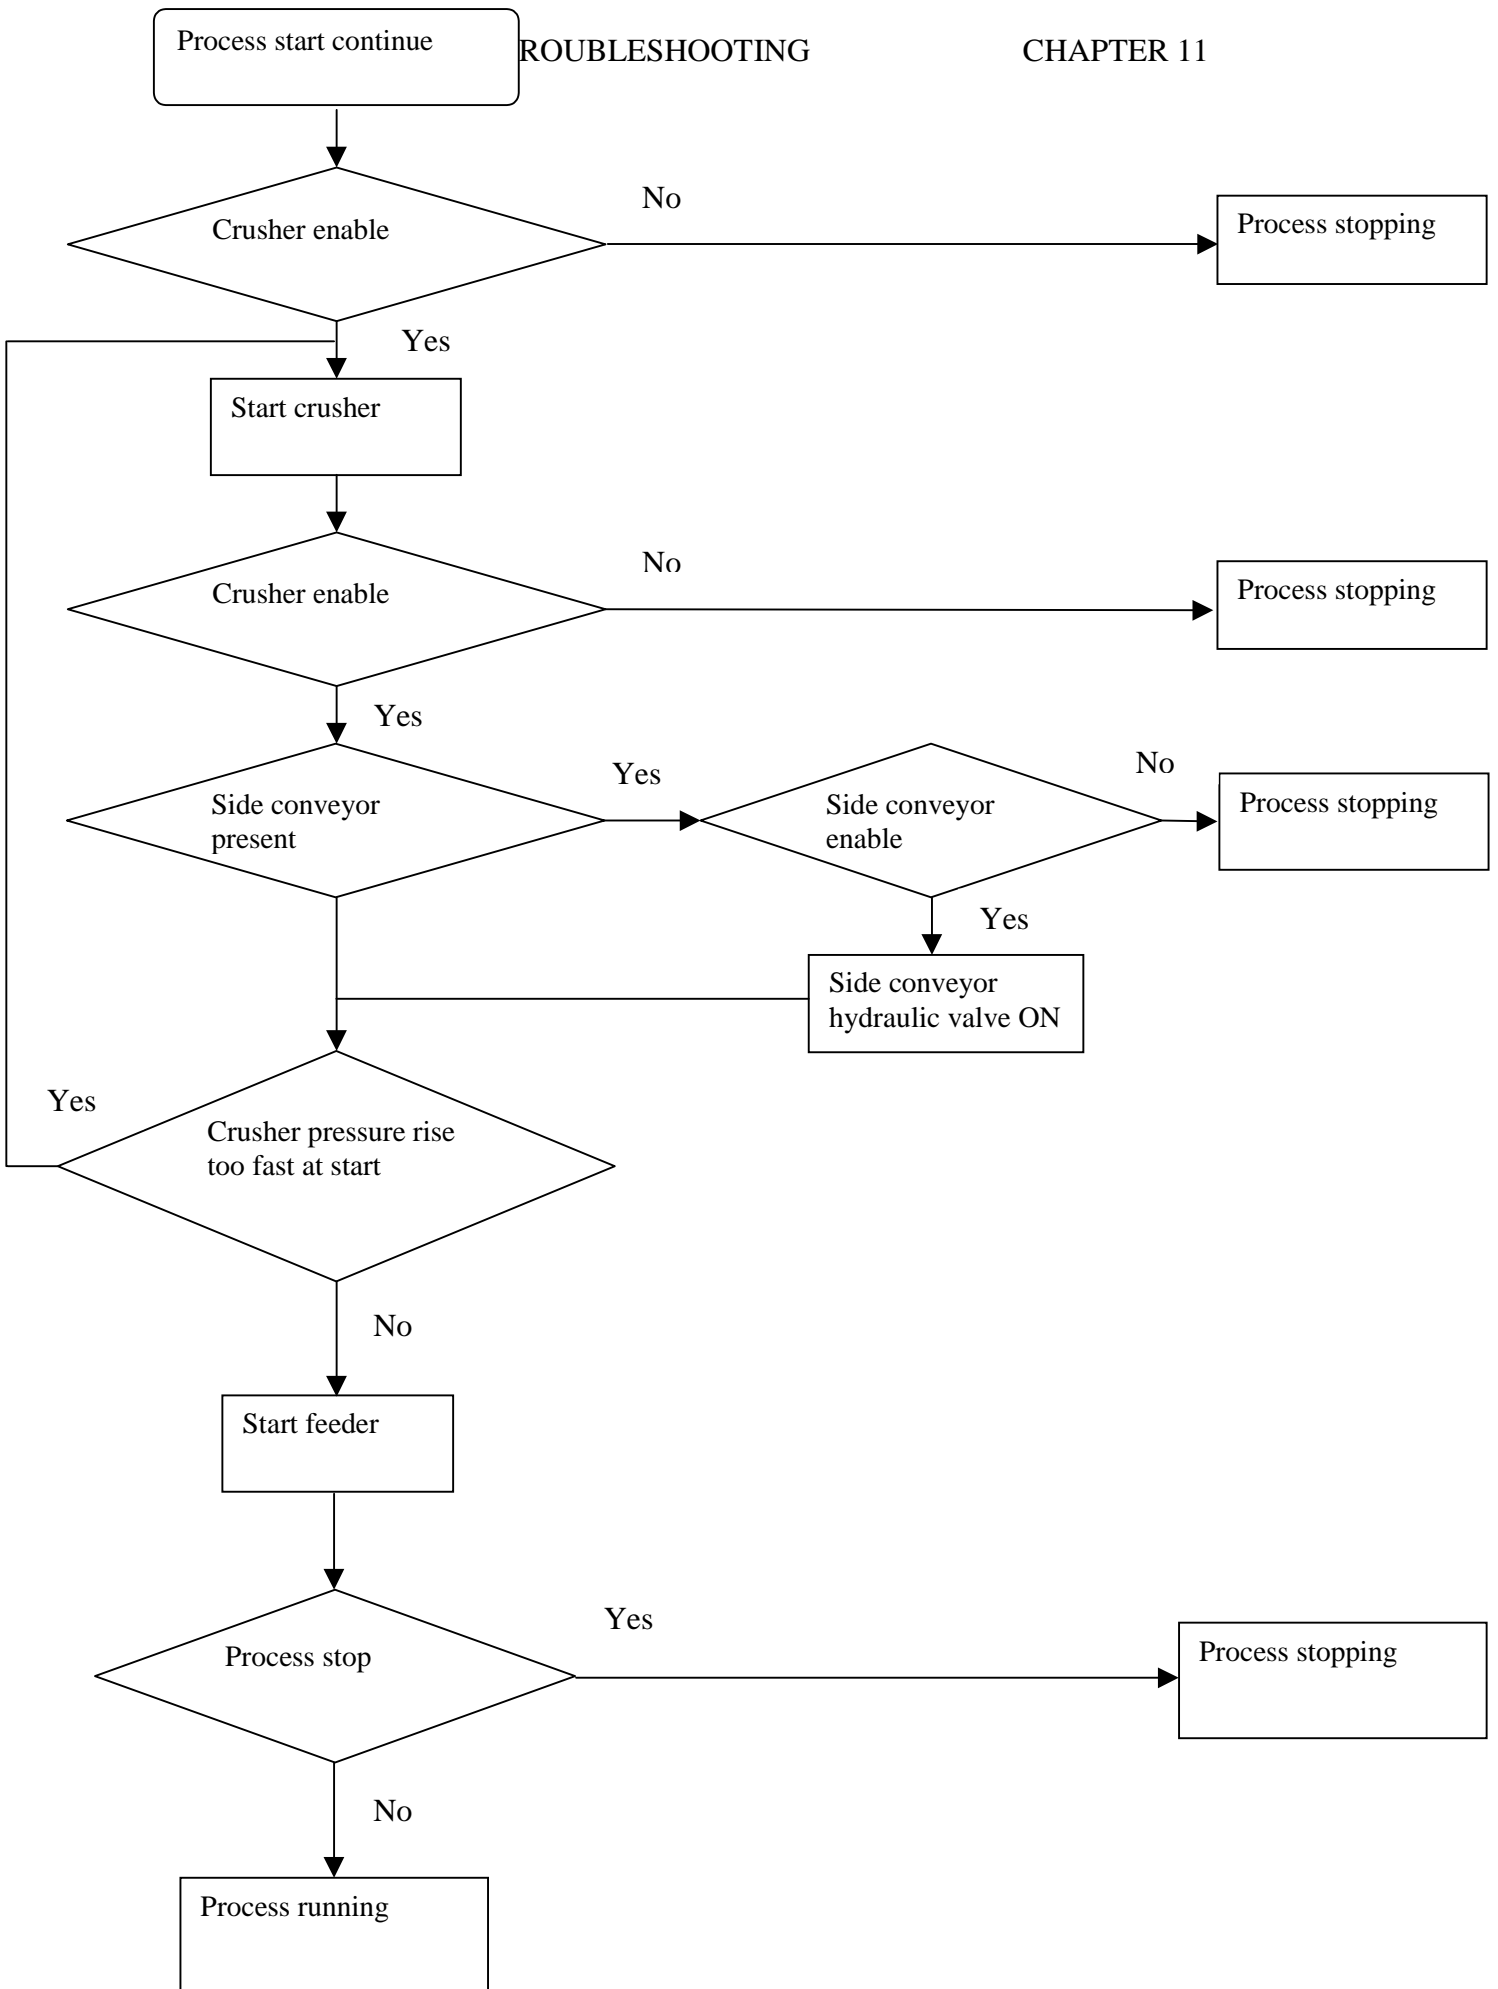 Process start continue
ROUBLESHOOTING
CHAPTER 11
Crusher enable
No
Process stopping
Yes
Start crusher
Crusher enable
No
Process stopping
Yes
Side conveyor
present
Yes
Side conveyor
enable
No
Process stopping
Yes
Side conveyor
hydraulic valve ON
Yes
Crusher pressure rise
too fast at start
No
Start feeder
Process stop
Yes
Process stopping
No
Process running